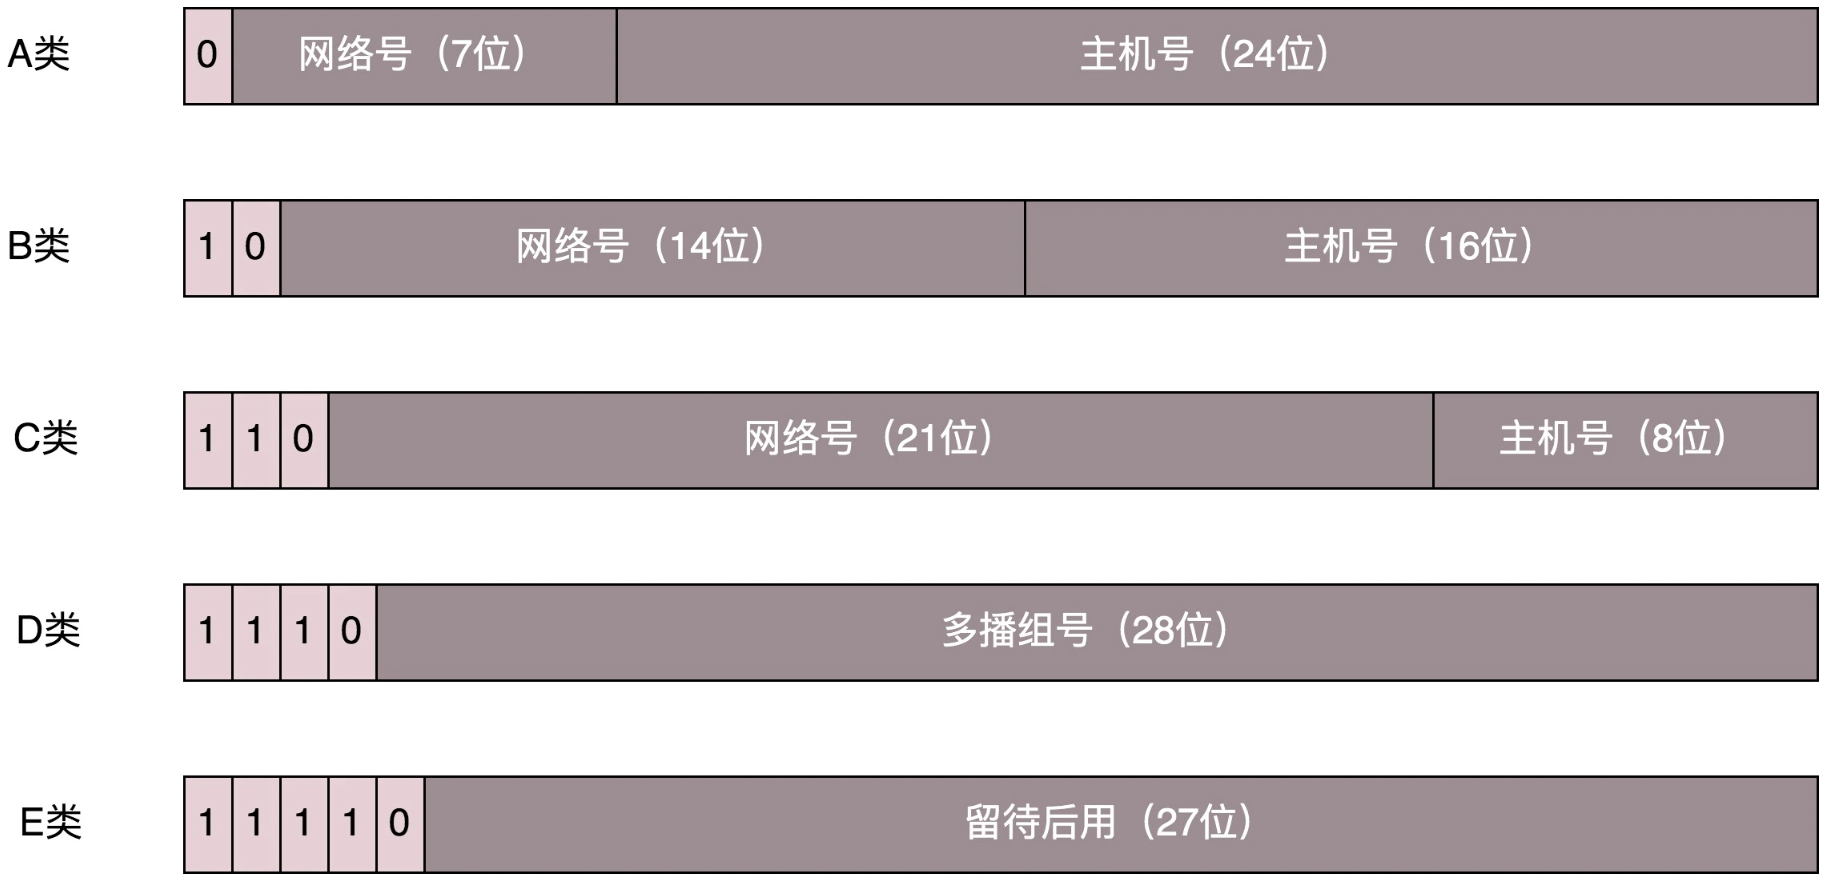 A类 0 网络号（7位） 主机号（24位）
B类 1 0 网络号（14位） 主机号（16位）
C类 1 1 0 网络号（21位） 主机号（8位）
D类 1 1 1 0 多播组号（28位）
E类 1 1 1 1 0 留待后用（27位）